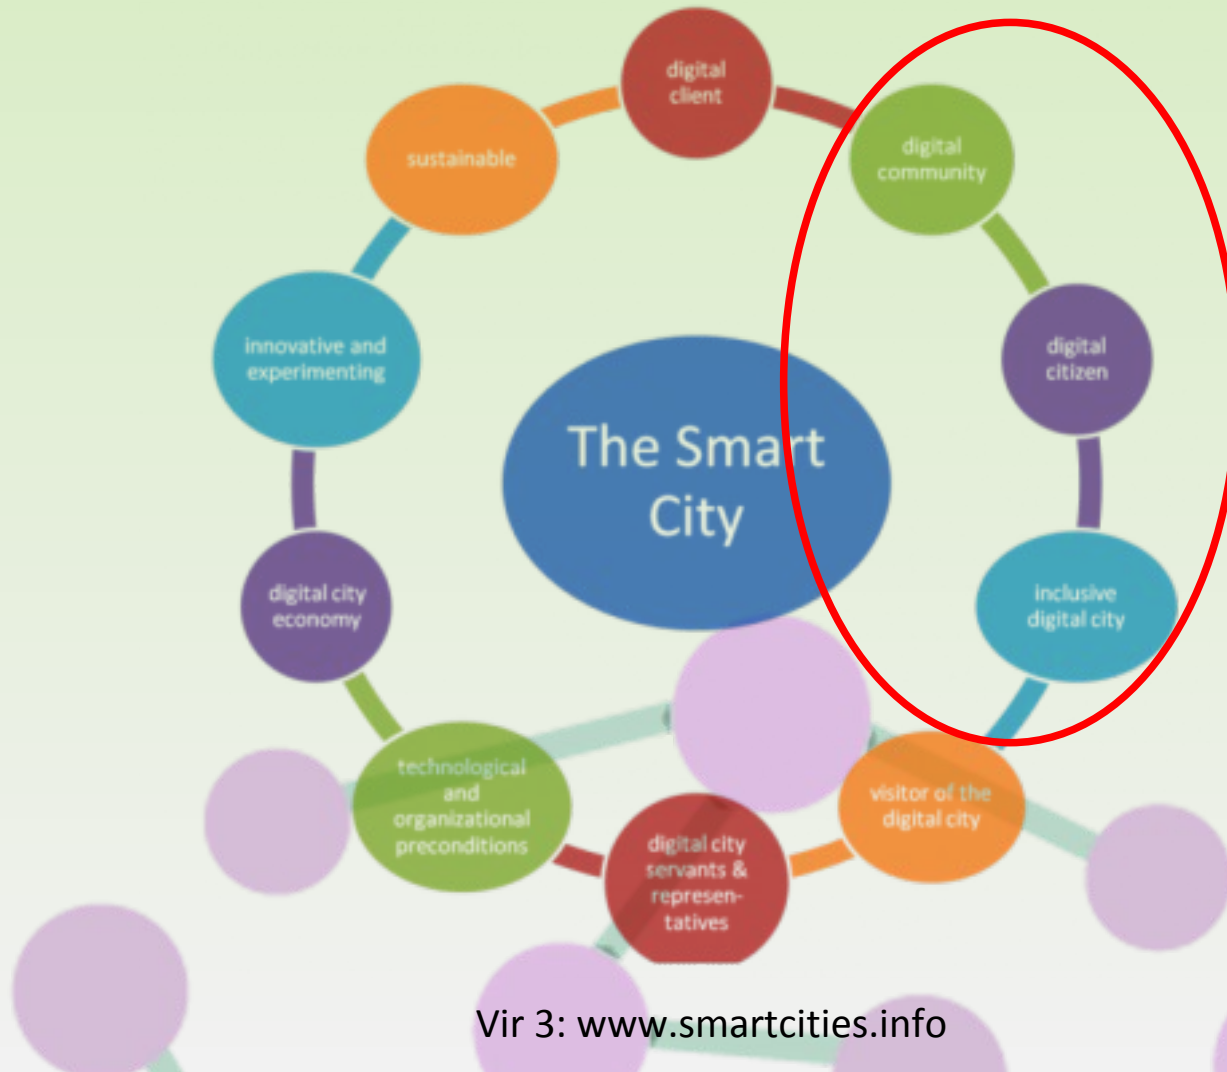 digital
client
digital
community
digital
citizen
inclusive
digital city
visitor of the
digital city
digital city
servants &
represen-
tatives
technological
and
organizational
preconditions
digital city
economy
innovative and
experimenting
sustainable
The Smart
City
Vir 3: www.smartcities.info